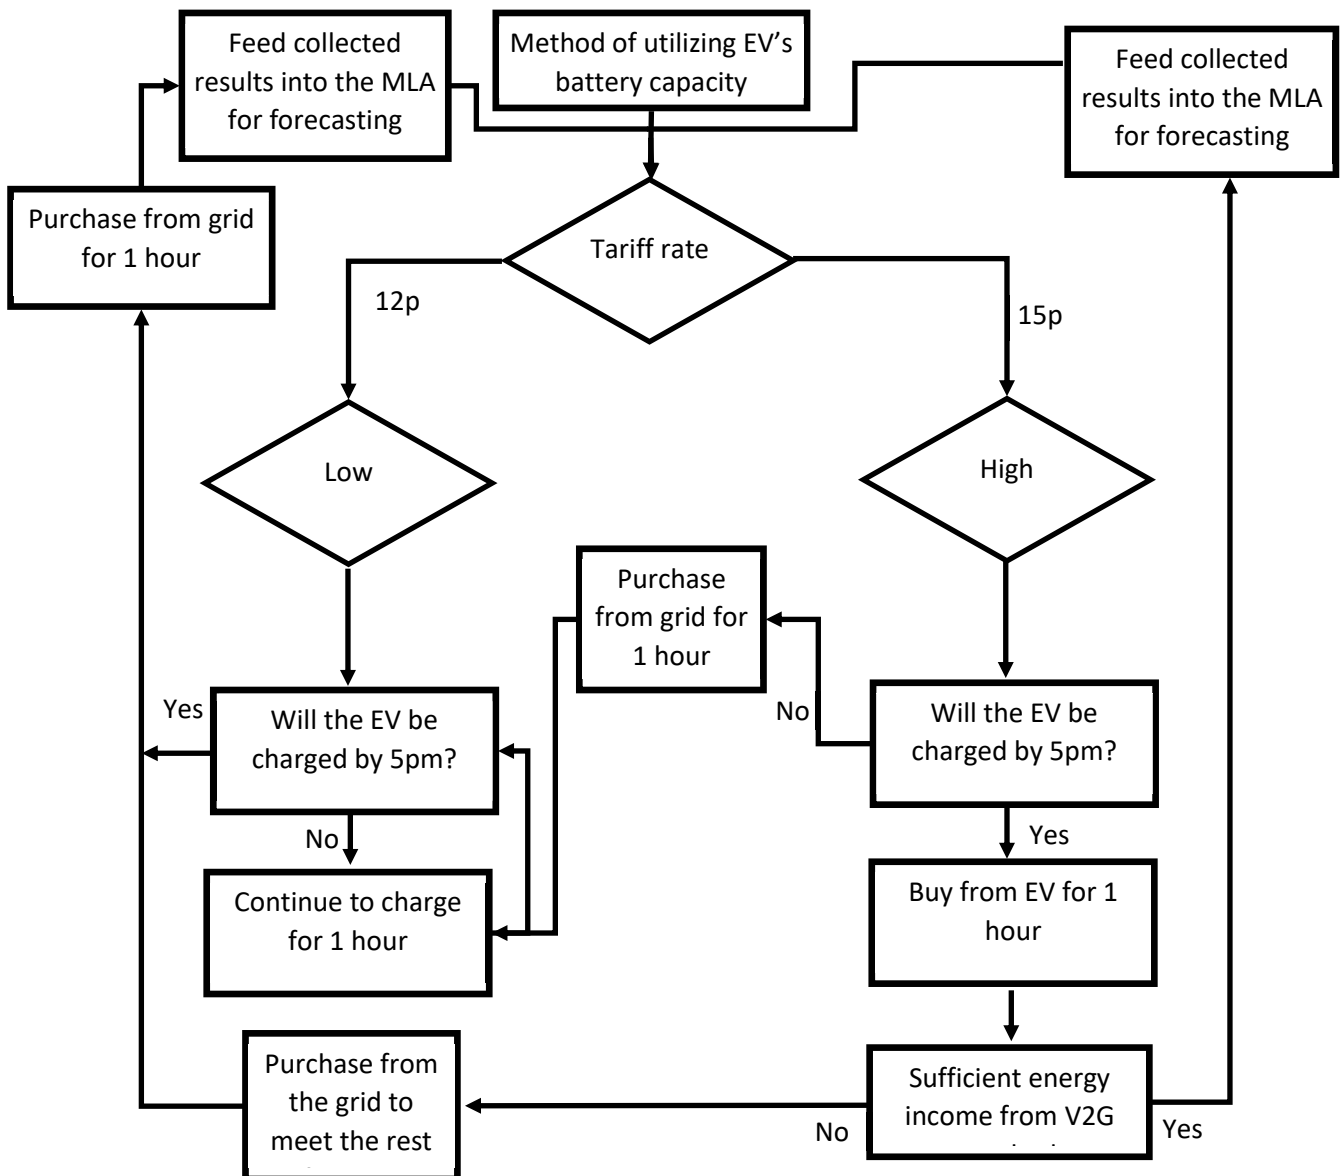 Feed collected
results into the MLA
for forecasting
Method of utilizing EV’s
battery capacity
Feed collected
results into the MLA
for forecasting
Purchase from grid
for 1 hour
Tariff rate
12p
15p
Low
High
Purchase
from grid for
1 hour
Yes
Will the EV be
charged by 5pm?
No
Will the EV be
charged by 5pm?
No
Yes
Continue to charge
for 1 hour
Buy from EV for 1
hour
Purchase from
the grid to
meet the rest
Sufficient energy
income from V2G
No
Yes